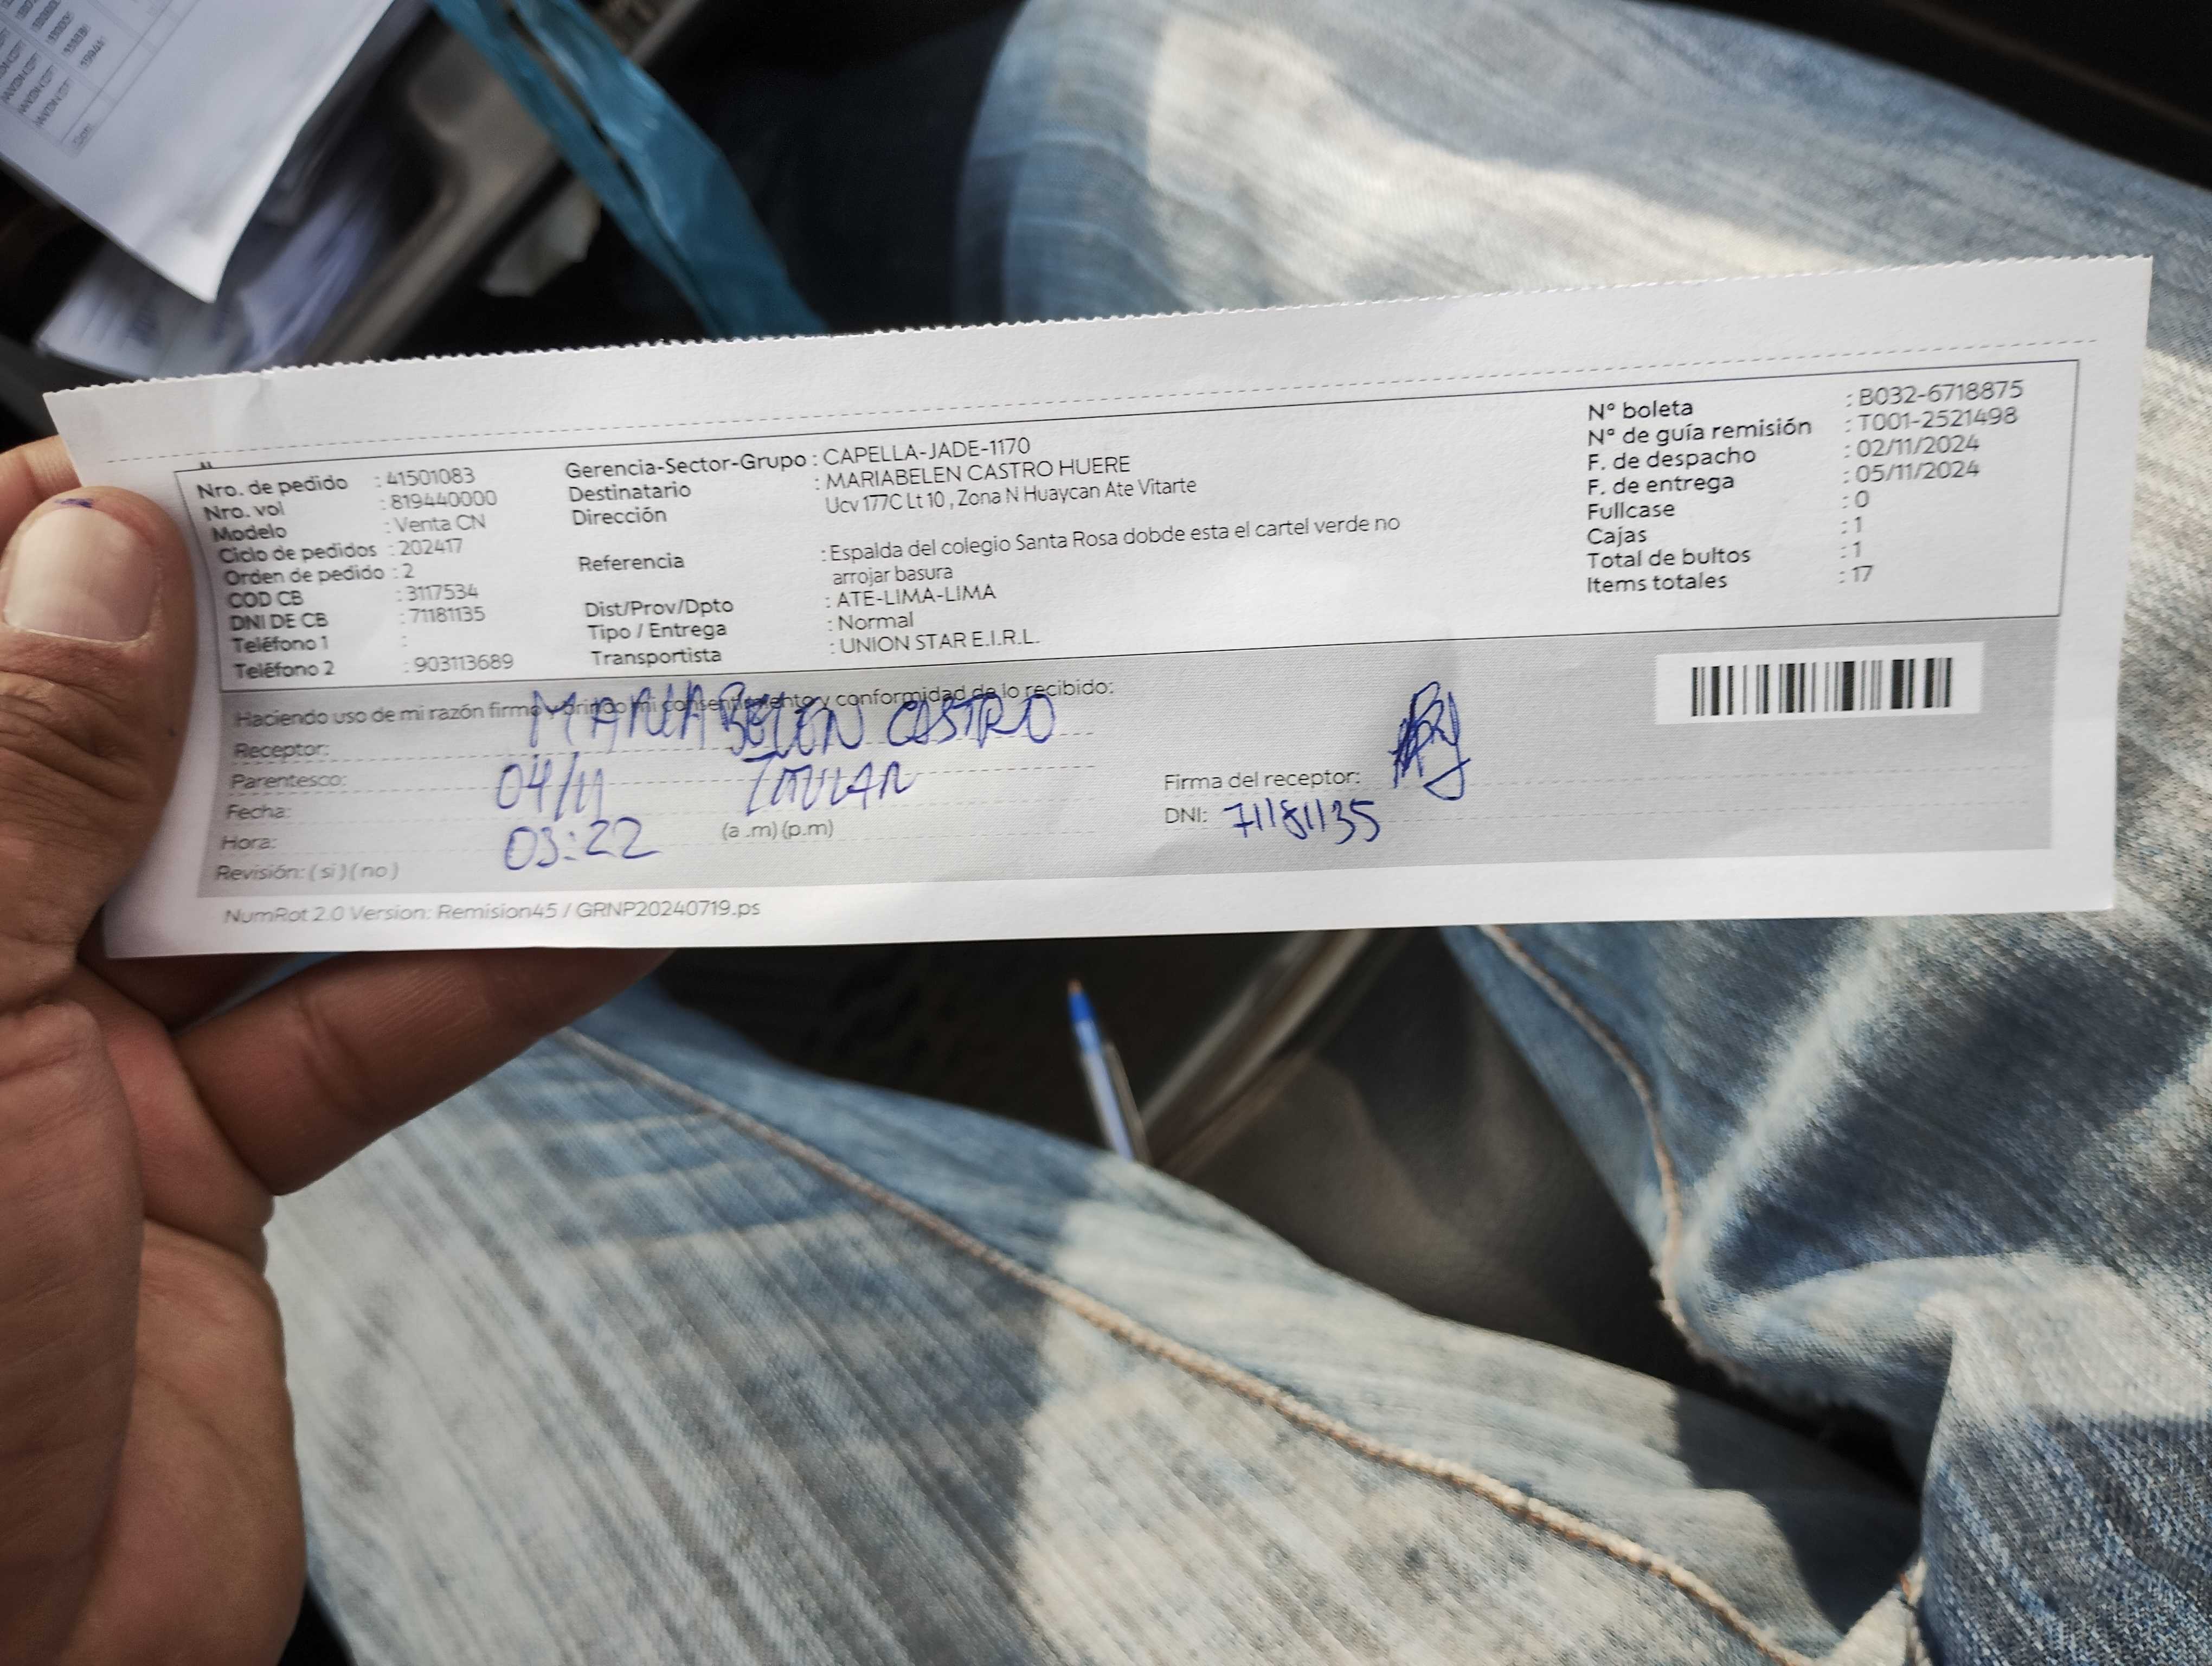 Nro. de pedido : 41501083
Nro. vol : 819440000
Modelo : Venta CN
Ciclo de pedidos : 202417
Orden de pedido : 2
COD CB : 3117534
DNI DE CB : 71181135
Teléfono 1 :
Teléfono 2 : 903113689
Gerencia-Sector-Grupo : CAPELLA-JADE-1170
Destinatario : MARIABELEN CASTRO HUERE
Dirección Ucv 177C Lt 10 , Zona N Huaycan Ate Vitarte
Referencia : Espalda del colegio Santa Rosa dobde esta el cartel verde no
arrojar basura
Dist/Prov/Dpto : ATE-LIMA-LIMA
Tipo / Entrega : Normal
Transportista : UNION STAR E.I.R.L.
N° boleta : B032-6718875
N° de guía remisión : T001-2521498
F. de despacho : 02/11/2024
F. de entrega : 05/11/2024
Fullcase : 0
Cajas : 1
Total de bultos : 1
Items totales : 17
Haciendo uso de mi razón firmo y brindo mi consentimiento y conformidad de lo recibido:
Receptor: MARIABELEN CASTRO
Parentesco: TITULAR
Fecha: 04/11
Hora: 03:22 (a .m) (p.m)
Revisión: ( si ) ( no )
Firma del receptor:
DNI: 71181135
NumRot 2.0 Version: Remision45 / GRNP20240719.ps